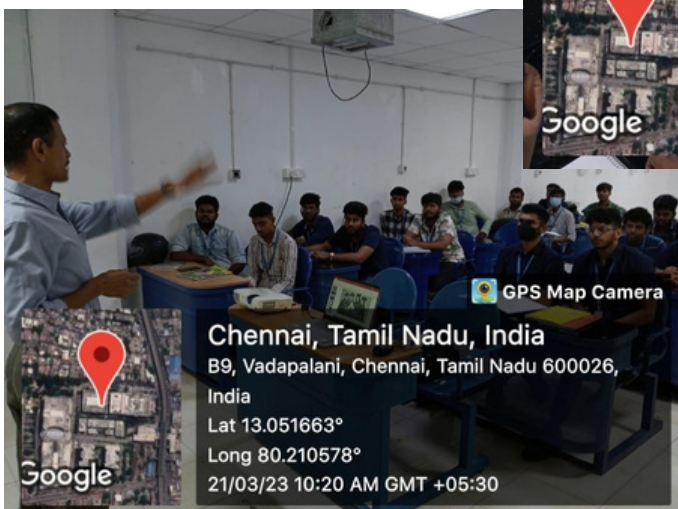 Google
GPS Map Camera
Chennai, Tamil Nadu, India
B9, Vadapalani, Chennai, Tamil Nadu 600026,
India
Lat 13.051663°
Long 80.210578°
21/03/23 10:20 AM GMT +05:30
Google